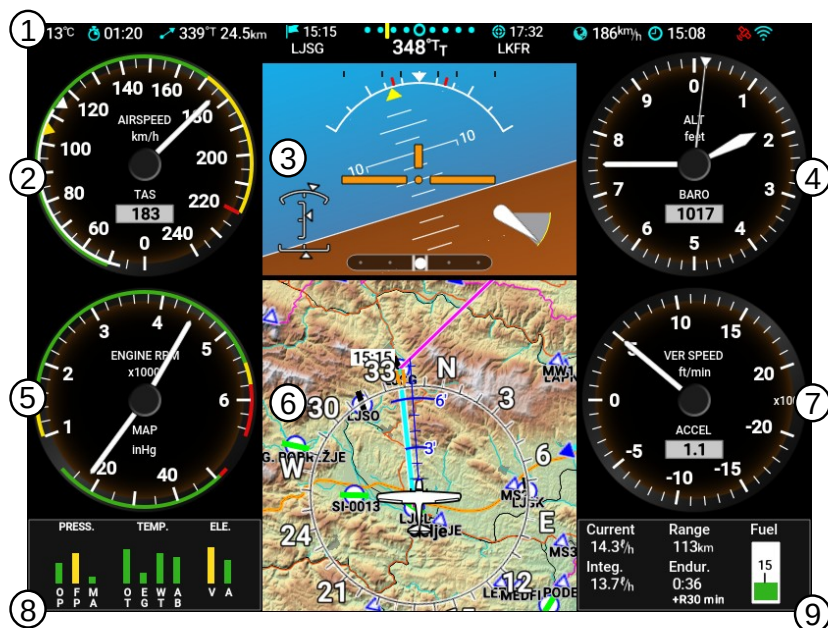 1
13°C 01:20 339°T 24.5km 15:15 17:32 186km/h 15:08
LJSG 348°T LKFR
T
2
AIRSPEED
km/h
0 60 80 100 120 140 160 180 200 220 240
TAS
183
3
10
10
4
ALT
feet
0 1 2 3 4 5 6 7 8 9
BARO
1017
5
ENGINE RPM
x1000
1 2 3 4 5 6
MAP
inHg
20 40
6
15:15
33 N 3 6 E 12 15 21 24 W 30
6'
3'
LJSO
SI-0013
MW1
MS3
7
VER SPEED
ft/min
-15 -10 -5 0 5 10 15 20 -20
x100
ACCEL
1.1
8
PRESS. TEMP. ELE.
O F M O E W A V A
P P A T G T B
9
Current Range Fuel
14.3ℓ/h 113km
Integ. Endur. 15
13.7ℓ/h 0:36
+R30 min